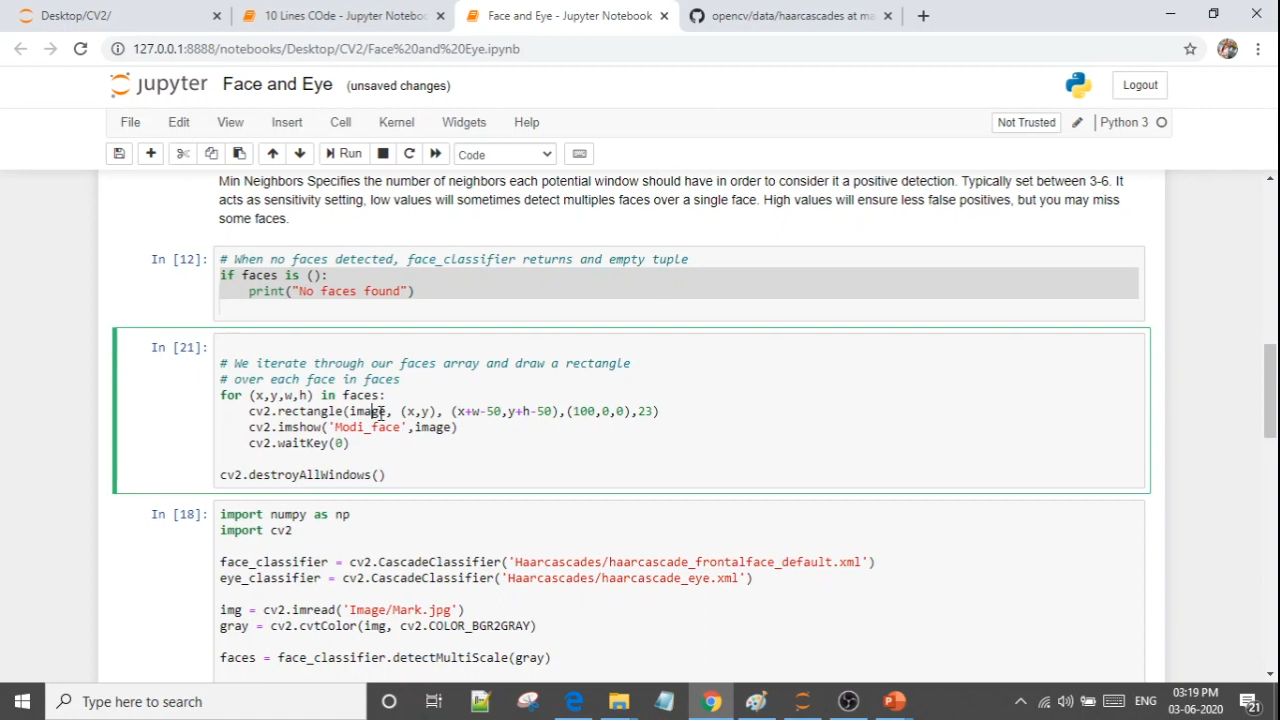 Desktop/CV2/
10 Lines COde - Jupyter Noteboo
Face and Eye - Jupyter Notebook
opencv/data/haarcascades at ma
127.0.0.1:8888/notebooks/Desktop/CV2/Face%20and%20Eye.ipynb
jupyter Face and Eye (unsaved changes)
Logout
File Edit View Insert Cell Kernel Widgets Help
Not Trusted
Python 3
Run
Code
Min Neighbors Specifies the number of neighbors each potential window should have in order to consider it a positive detection. Typically set between 3-6. It
acts as sensitivity setting, low values will sometimes detect multiples faces over a single face. High values will ensure less false positives, but you may miss
some faces.
In [12]: # When no faces detected, face_classifier returns and empty tuple
if faces is ():
    print("No faces found")
In [21]:
# We iterate through our faces array and draw a rectangle
# over each face in faces
for (x,y,w,h) in faces:
    cv2.rectangle(image, (x,y), (x+w-50,y+h-50),(100,0,0),23)
    cv2.imshow('Modi_face',image)
    cv2.waitKey(0)
cv2.destroyAllWindows()
In [18]: import numpy as np
import cv2
face_classifier = cv2.CascadeClassifier('Haarcascades/haarcascade_frontalface_default.xml')
eye_classifier = cv2.CascadeClassifier('Haarcascades/haarcascade_eye.xml')
img = cv2.imread('Image/Mark.jpg')
gray = cv2.cvtColor(img, cv2.COLOR_BGR2GRAY)
faces = face_classifier.detectMultiScale(gray)
Type here to search
ENG
03:19 PM
03-06-2020
21